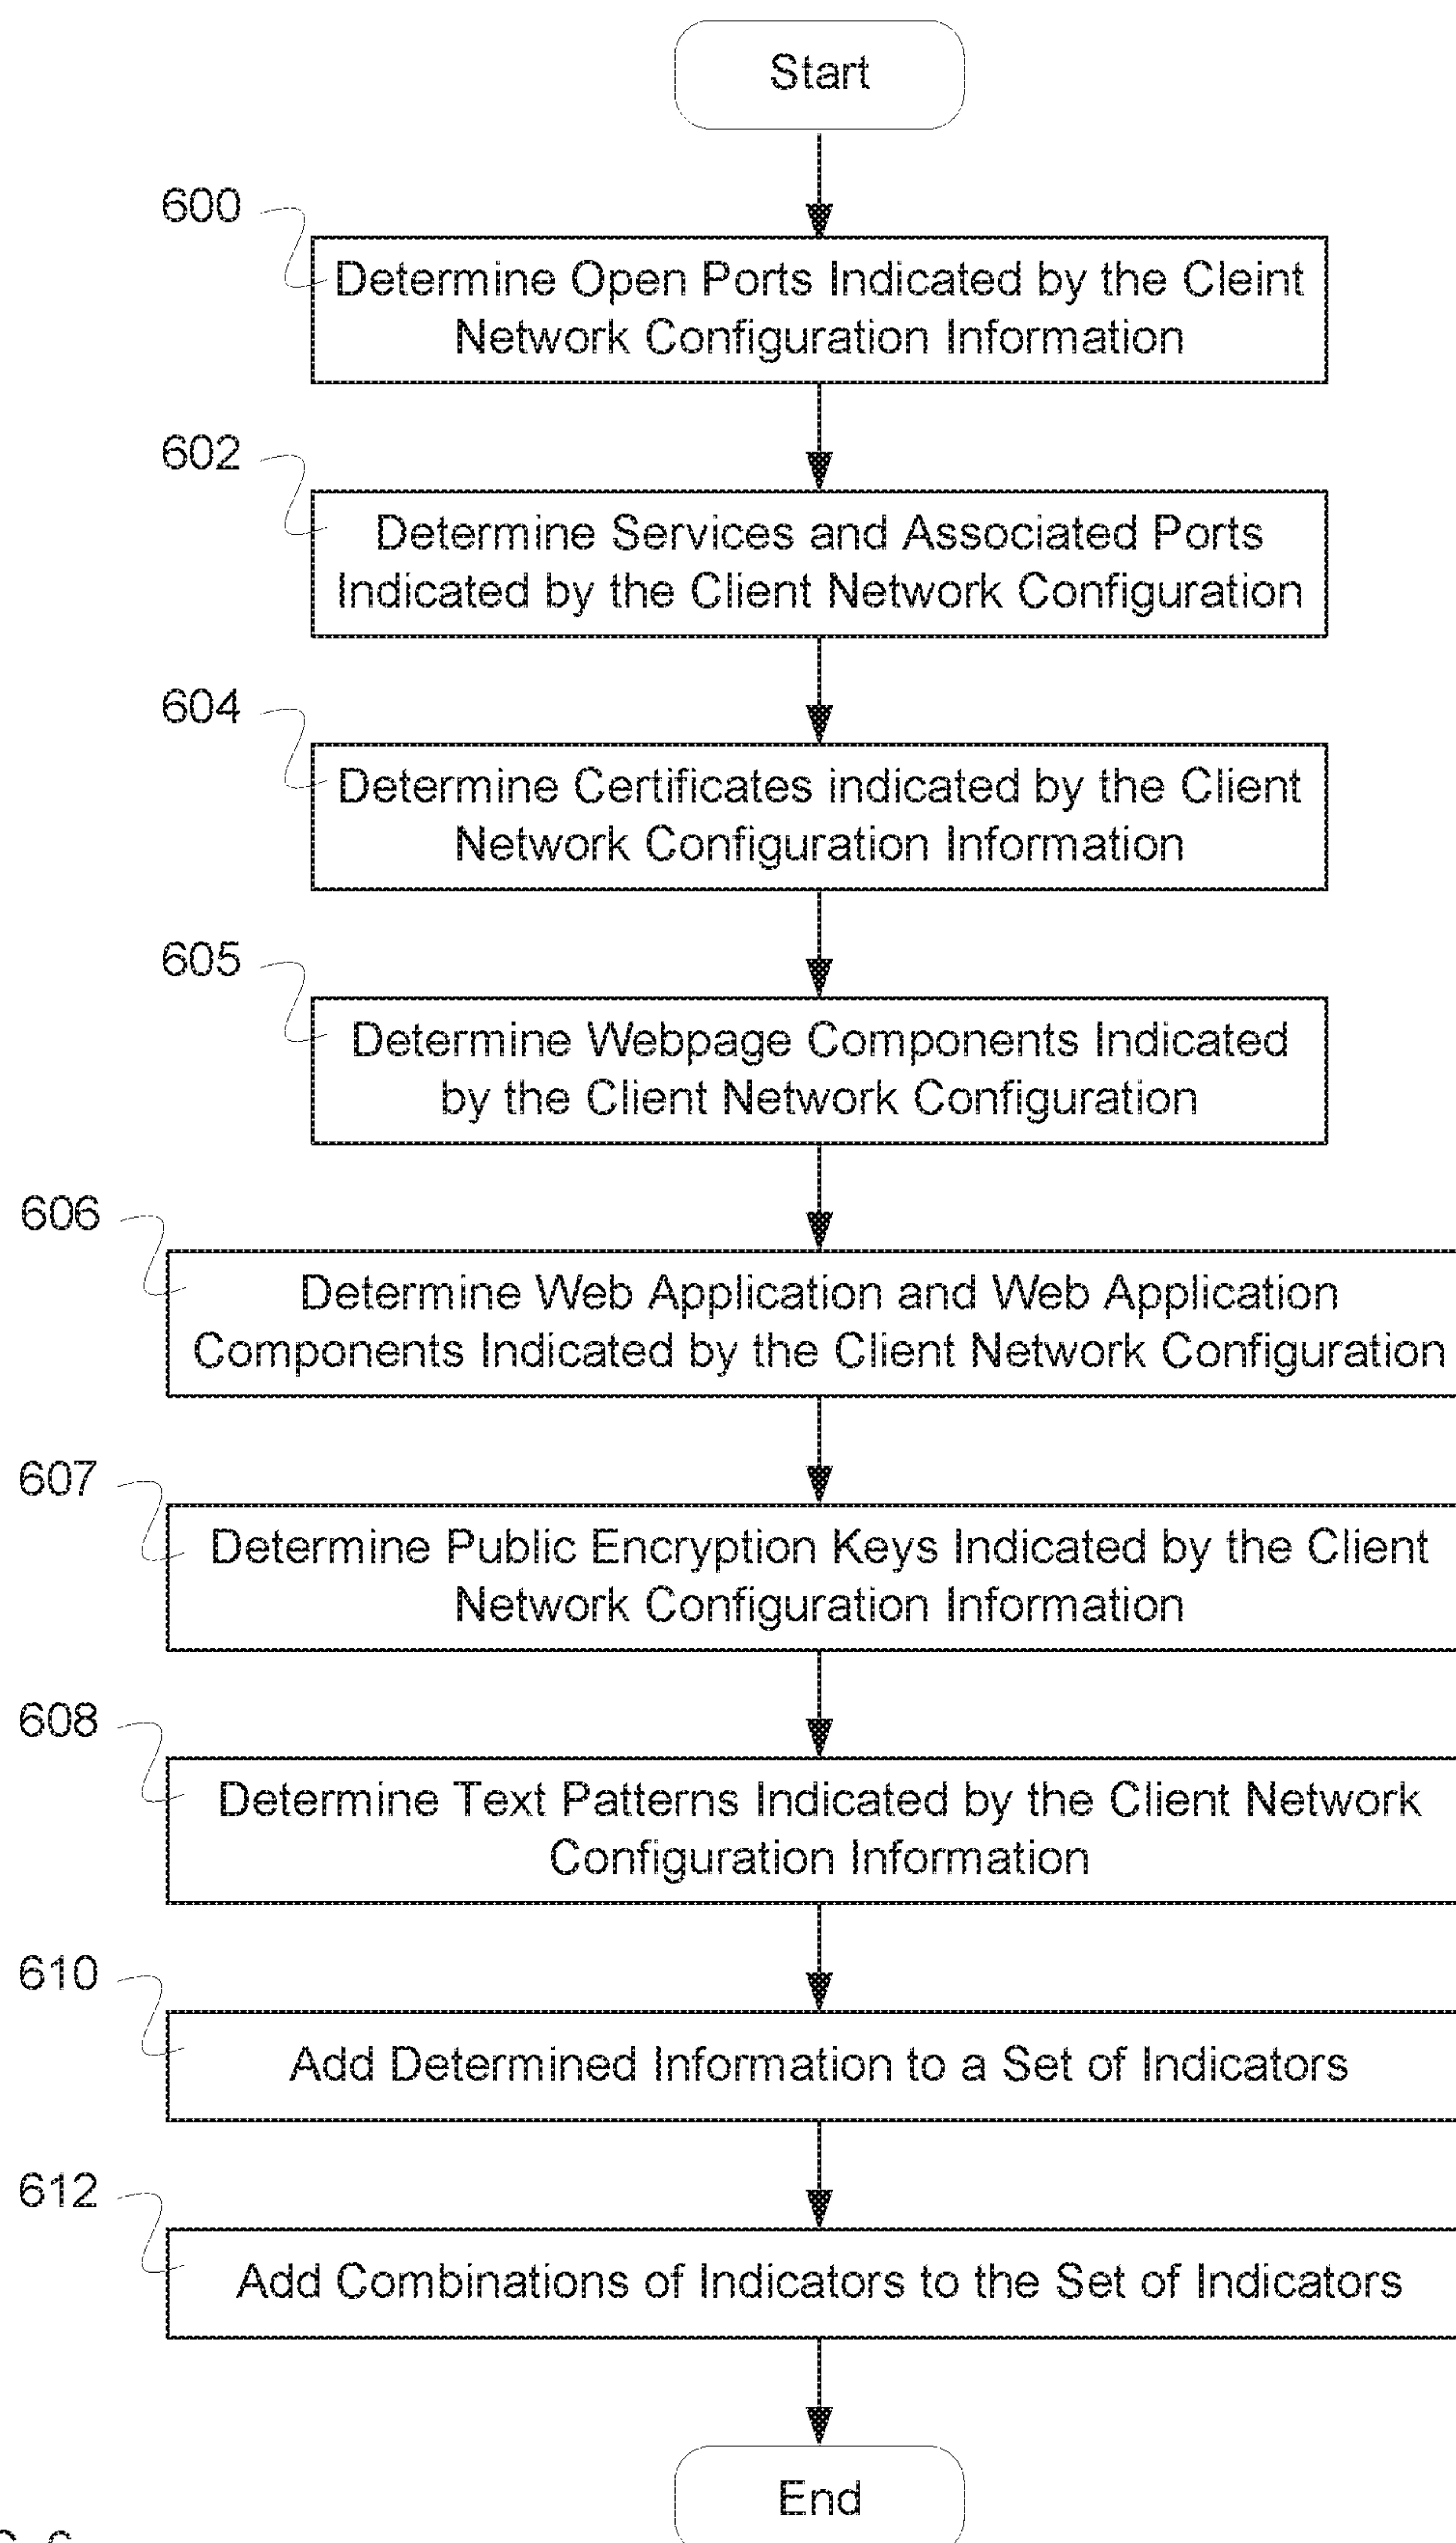 Start
600
Determine Open Ports Indicated by the Cleint
Network Configuration Information
602
Determine Services and Associated Ports
Indicated by the Client Network Configuration
604
Determine Certificates indicated by the Client
Network Configuration Information
605
Determine Webpage Components Indicated
by the Client Network Configuration
606
Determine Web Application and Web Application
Components Indicated by the Client Network Configuration
607
Determine Public Encryption Keys Indicated by the Client
Network Configuration Information
608
Determine Text Patterns Indicated by the Client Network
Configuration Information
610
Add Determined Information to a Set of Indicators
612
Add Combinations of Indicators to the Set of Indicators
End